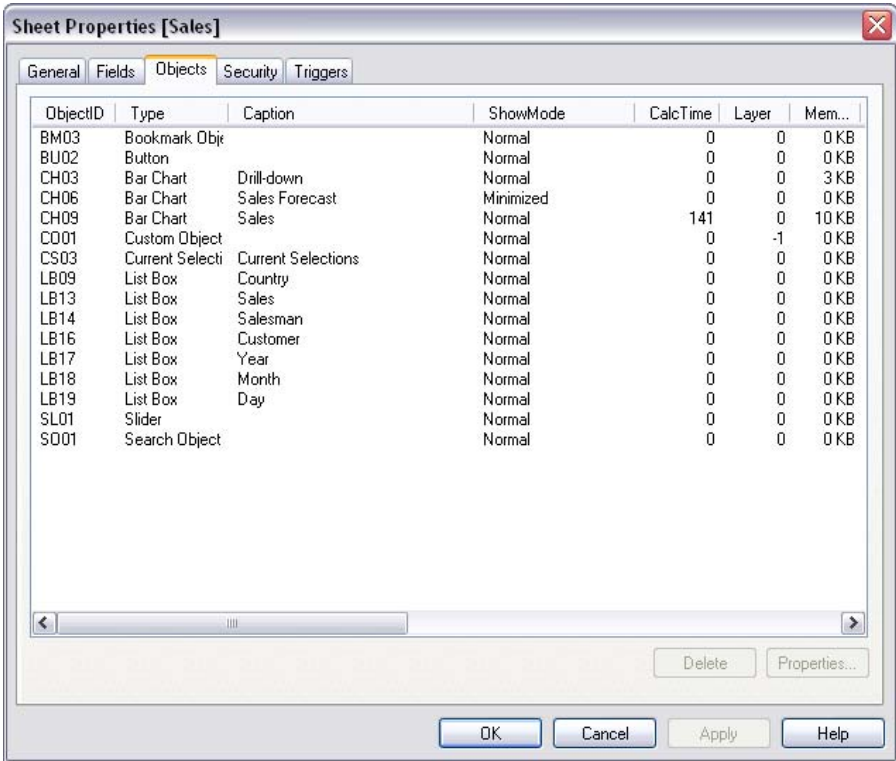 Sheet Properties [Sales]
General Fields Objects Security Triggers
ObjectID Type Caption ShowMode CalcTime Layer Mem...
BM03 Bookmark Obje Normal 0 0 0 KB
BU02 Button Normal 0 0 0 KB
CH03 Bar Chart Drill-down Normal 0 0 3 KB
CH06 Bar Chart Sales Forecast Minimized 0 0 0 KB
CH09 Bar Chart Sales Normal 141 0 10 KB
CO01 Custom Object Normal 0 -1 0 KB
CS03 Current Selecti Current Selections Normal 0 0 0 KB
LB09 List Box Country Normal 0 0 0 KB
LB13 List Box Sales Normal 0 0 0 KB
LB14 List Box Salesman Normal 0 0 0 KB
LB16 List Box Customer Normal 0 0 0 KB
LB17 List Box Year Normal 0 0 0 KB
LB18 List Box Month Normal 0 0 0 KB
LB19 List Box Day Normal 0 0 0 KB
SL01 Slider Normal 0 0 0 KB
SO01 Search Object Normal 0 0 0 KB
Delete Properties...
OK Cancel Apply Help